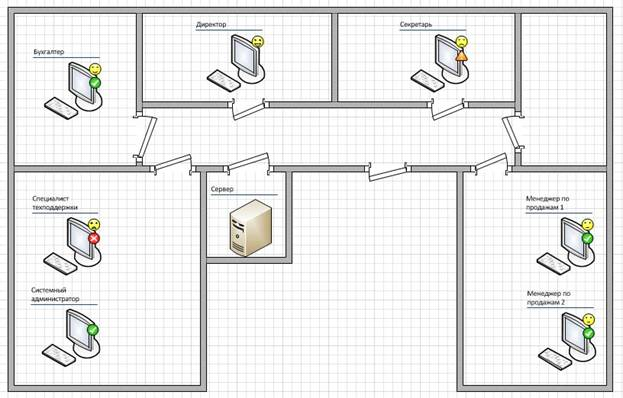 Директор
Секретарь
Бухгалтер
Сервер
Специалист
техподдержки
Менеджер по
продажам 1
Системный
администратор
Менеджер по
продажам 2